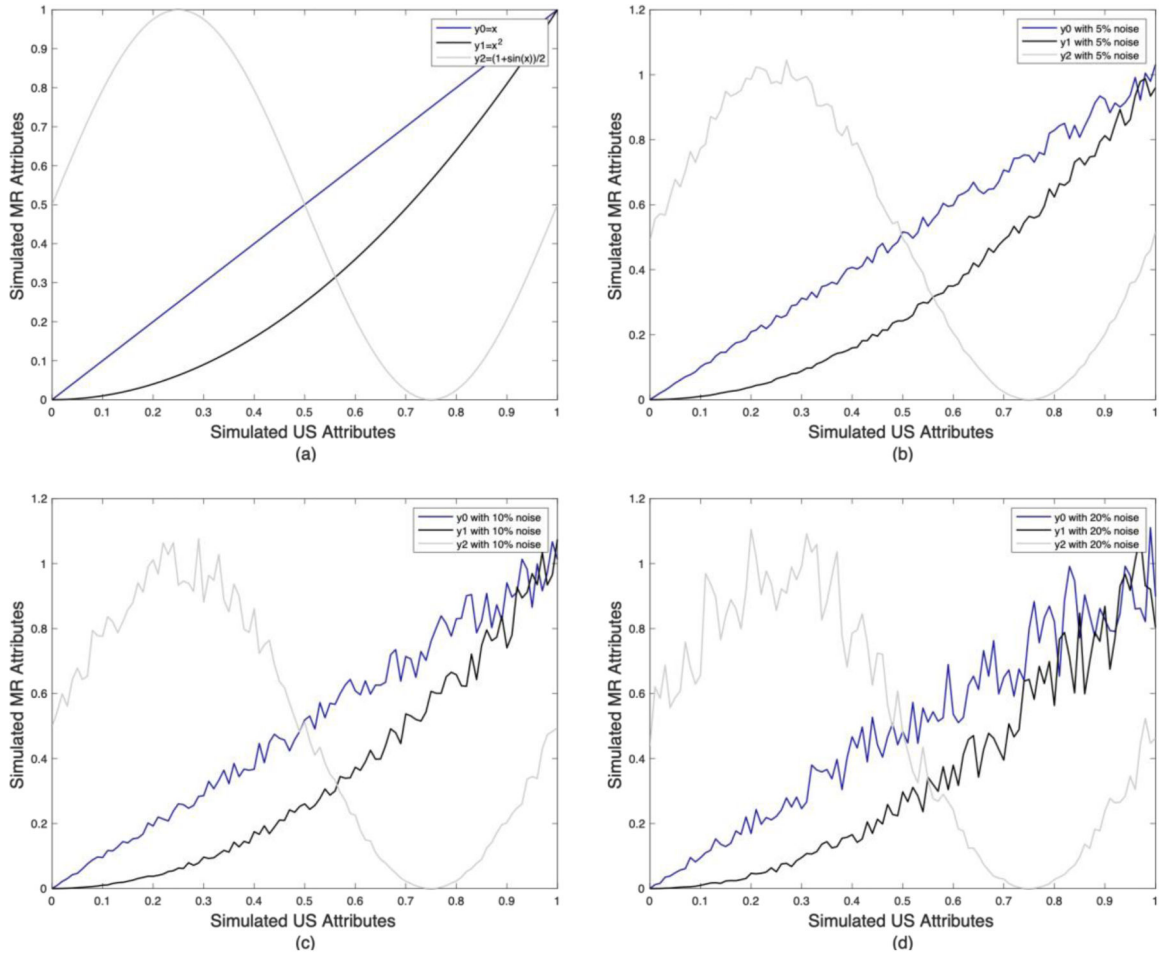 1
0.9
0.8
0.7
0.6
0.5
0.4
0.3
0.2
0.1
0
Simulated MR Attributes
y0=x
y1=x²
y2=(1+sin(x))/2
0 0.1 0.2 0.3 0.4 0.5 0.6 0.7 0.8 0.9 1
Simulated US Attributes
(a)
1.2
1
0.8
0.6
0.4
0.2
0
Simulated MR Attributes
y0 with 5% noise
y1 with 5% noise
y2 with 5% noise
0 0.1 0.2 0.3 0.4 0.5 0.6 0.7 0.8 0.9 1
Simulated US Attributes
(b)
1.2
1
0.8
0.6
0.4
0.2
0
Simulated MR Attributes
y0 with 10% noise
y1 with 10% noise
y2 with 10% noise
0 0.1 0.2 0.3 0.4 0.5 0.6 0.7 0.8 0.9 1
Simulated US Attributes
(c)
1.2
1
0.8
0.6
0.4
0.2
0
Simulated MR Attributes
y0 with 20% noise
y1 with 20% noise
y2 with 20% noise
0 0.1 0.2 0.3 0.4 0.5 0.6 0.7 0.8 0.9 1
Simulated US Attributes
(d)